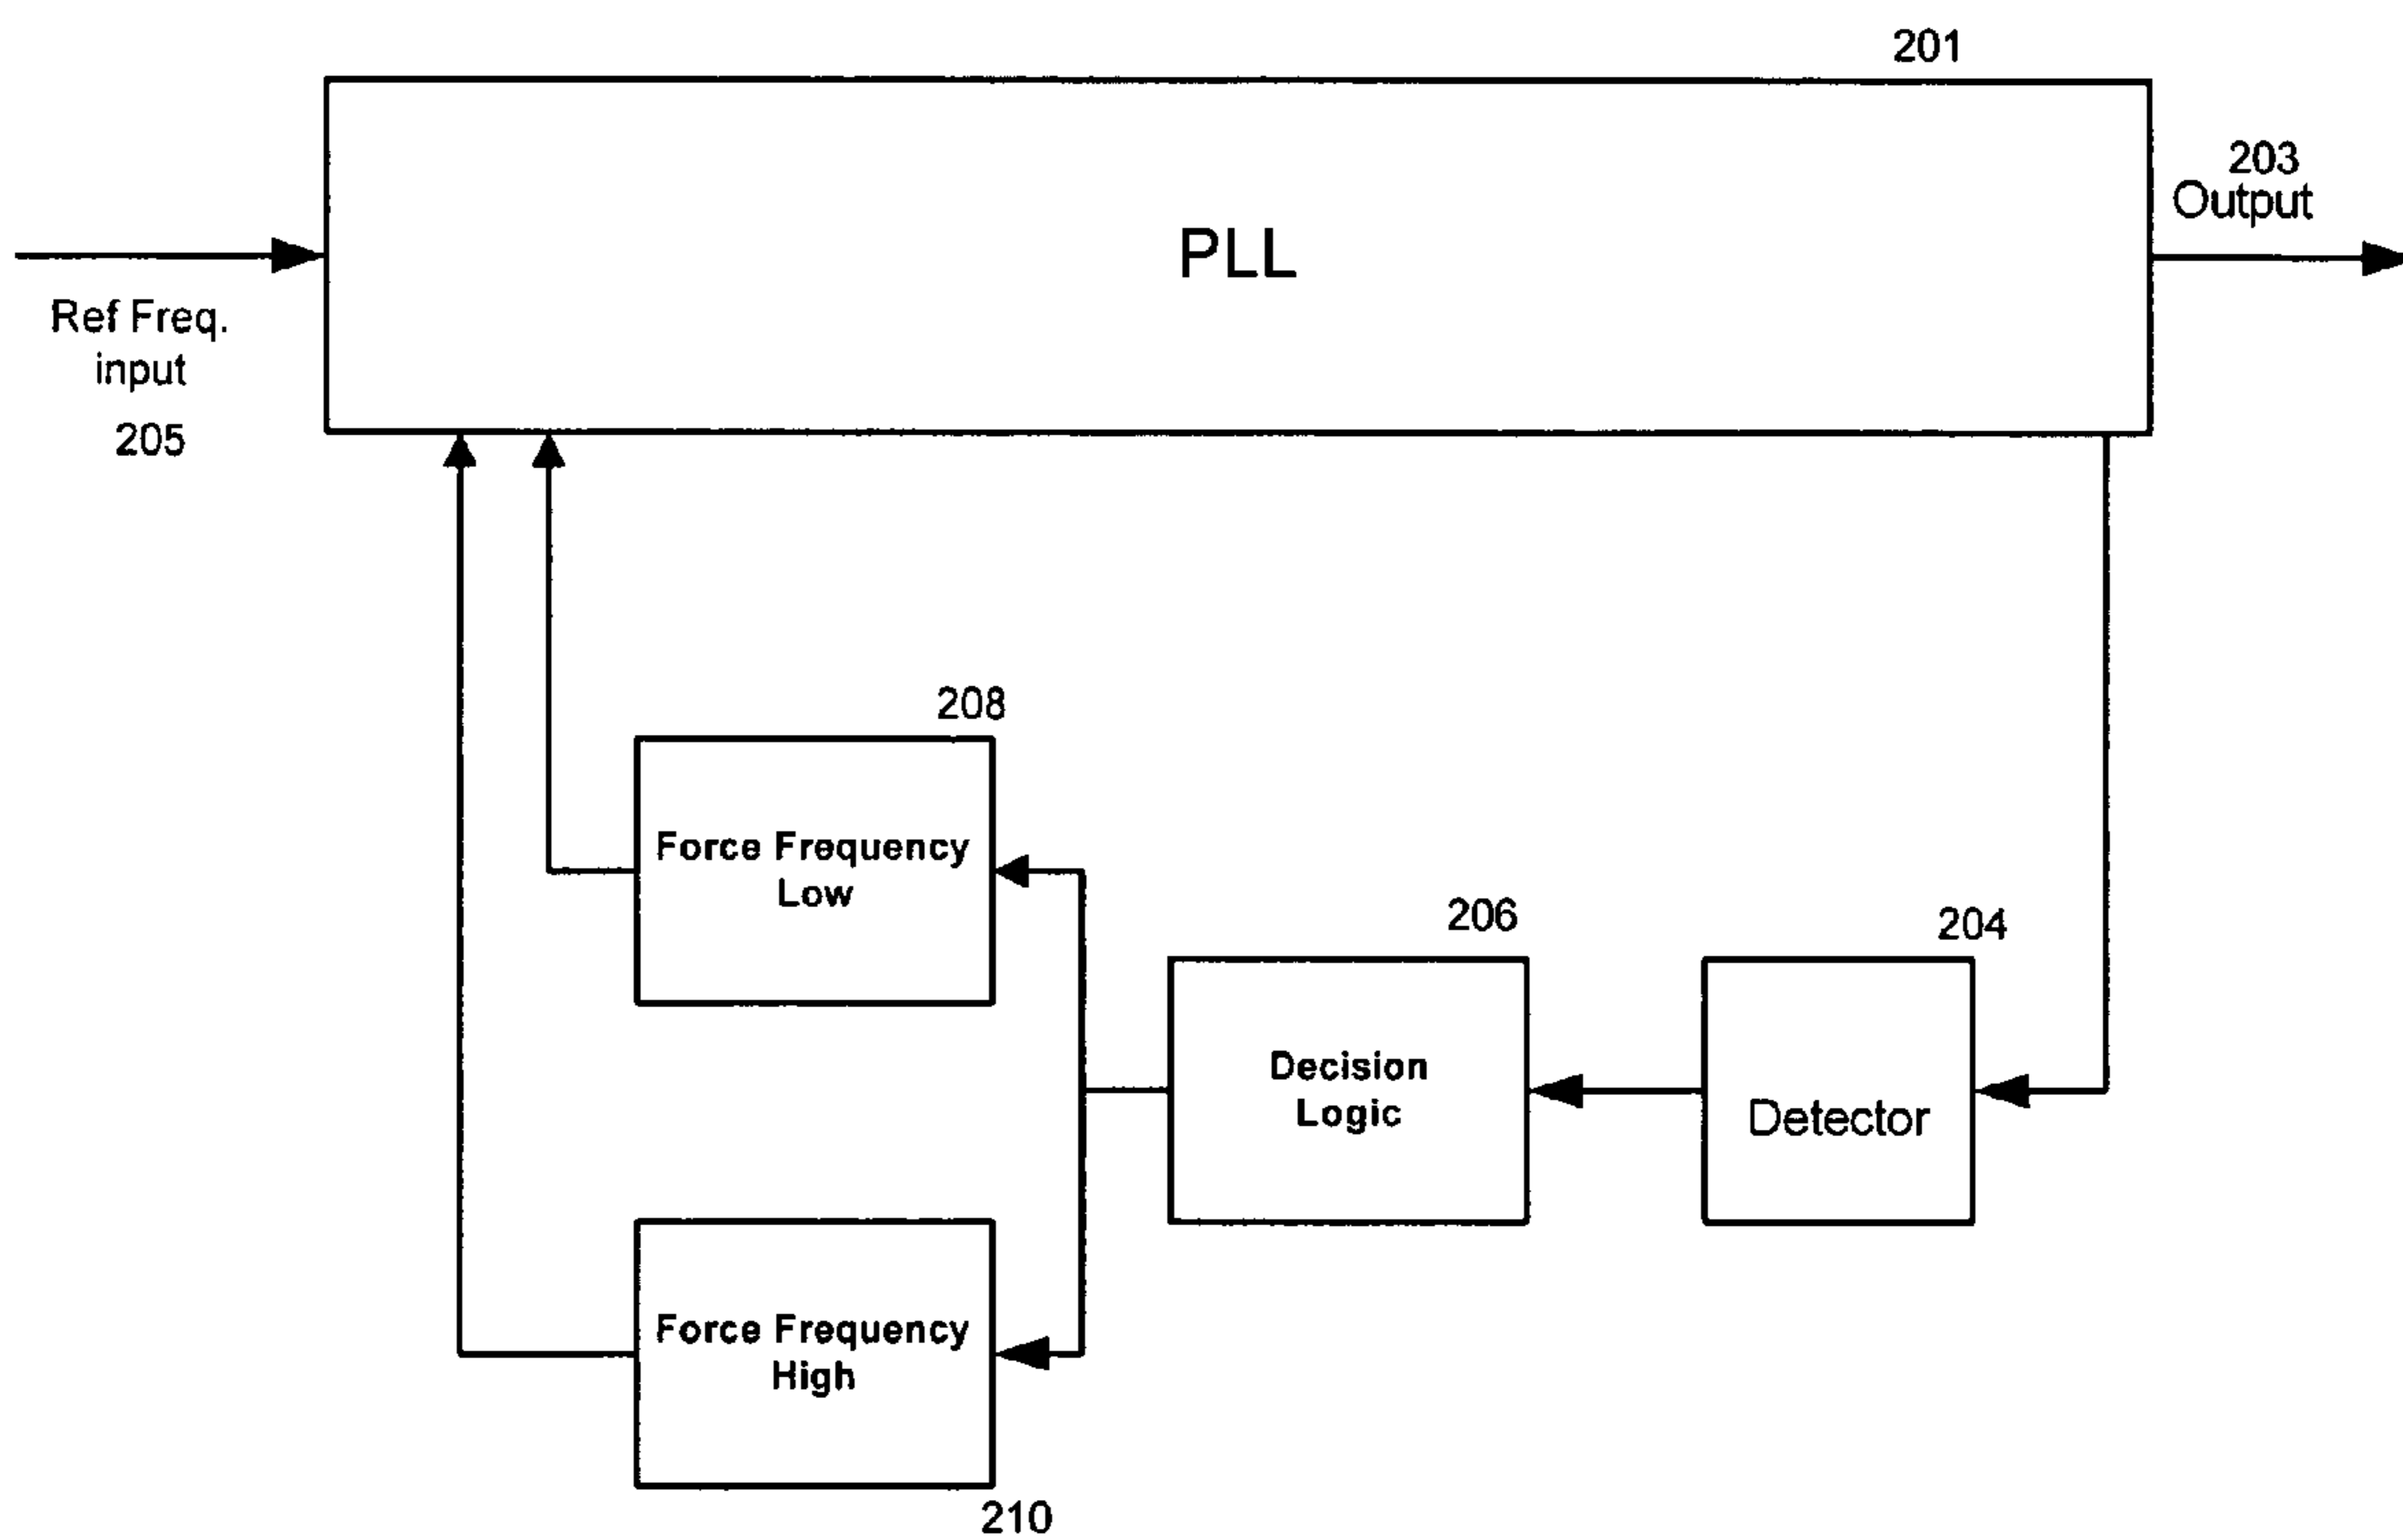 201
203
Output
PLL
Ref Freq.
input
205
208
Force Frequency
Low
206
204
Decision
Logic
Detector
Force Frequency
High
210